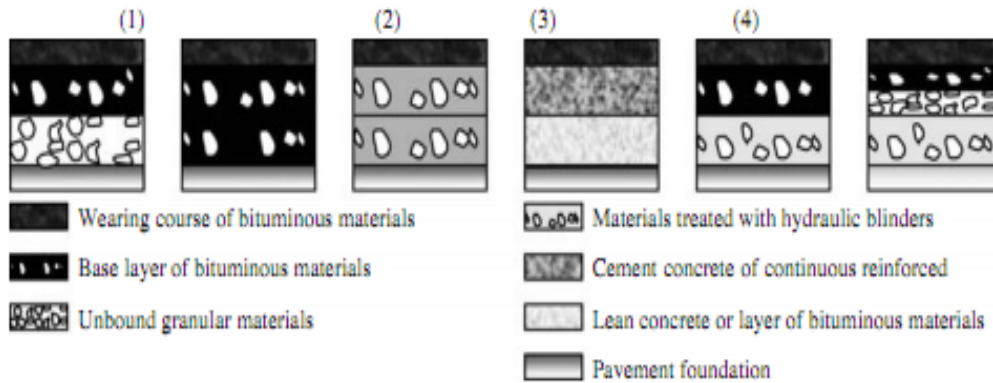 (1) (2) (3) (4)
Wearing course of bituminous materials
Base layer of bituminous materials
Unbound granular materials
Materials treated with hydraulic blinders
Cement concrete of continuous reinforced
Lean concrete or layer of bituminous materials
Pavement foundation